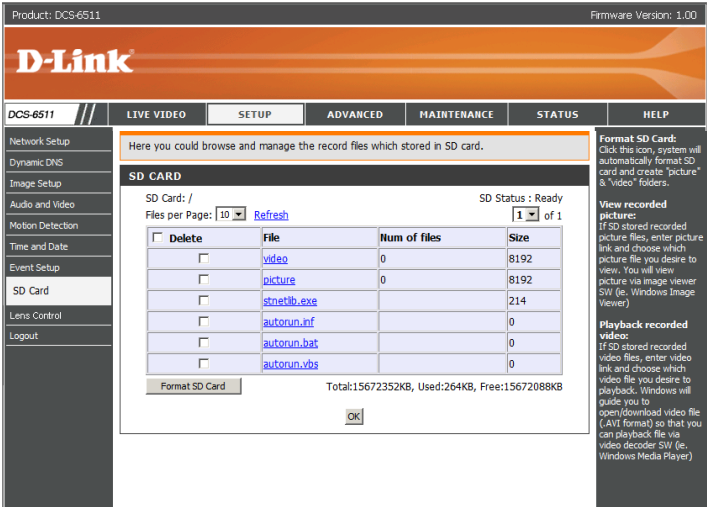 Product: DCS-6511
Firmware Version: 1.00
D-Link
DCS-6511
LIVE VIDEO
SETUP
ADVANCED
MAINTENANCE
STATUS
HELP
Network Setup
Dynamic DNS
Image Setup
Audio and Video
Motion Detection
Time and Date
Event Setup
SD Card
Lens Control
Logout
Here you could browse and manage the record files which stored in SD card.
SD CARD
SD Card: /
SD Status : Ready
Files per Page: 10 Refresh
1 of 1
Delete File Num of files Size
video 0 8192
picture 0 8192
stnetlib.exe 214
autorun.inf 0
autorun.bat 0
autorun.vbs 0
Format SD Card
Total:15672352KB, Used:264KB, Free:15672088KB
OK
Format SD Card:
Click this icon, system will
automatically format SD
card and create "picture"
& "video" folders.
View recorded
picture:
If SD stored recorded
picture files, enter picture
link and choose which
picture file you desire to
view. You will view
picture via image viewer
SW (ie. Windows Image
Viewer)
Playback recorded
video:
If SD stored recorded
video files, enter video
link and choose which
video file you desire to
playback. Windows will
guide you to
open/download video file
(.AVI format) so that you
can playback file via
video decoder SW (ie.
Windows Media Player)